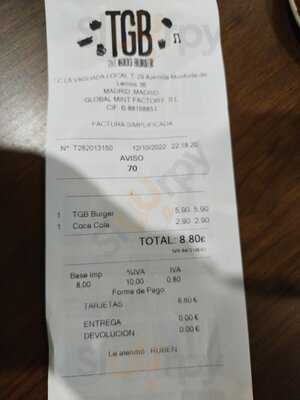 TGB
THE GOOD BURGER
C.C LA VAGUADA LOCAL T-29 Avenida Monforte de
Lemos 36
MADRID, MADRID
GLOBAL MINT FACTORY, S.L
FACTURA SIMPLIFICADA
Nº T282013150 12/10/2022 22:18:20
AVISO
70
1 TGB Burger 5,90 5,90
1 Coca Cola 2,90 2,90
TOTAL: 8,80€
Base imp %IVA IVA
8,00 10,00 0,80
Forma de Pago
TARJETAS 8,80 €
ENTREGA 0,00 €
DEVOLUCION 0,00 €
Le atendió : RUBEN